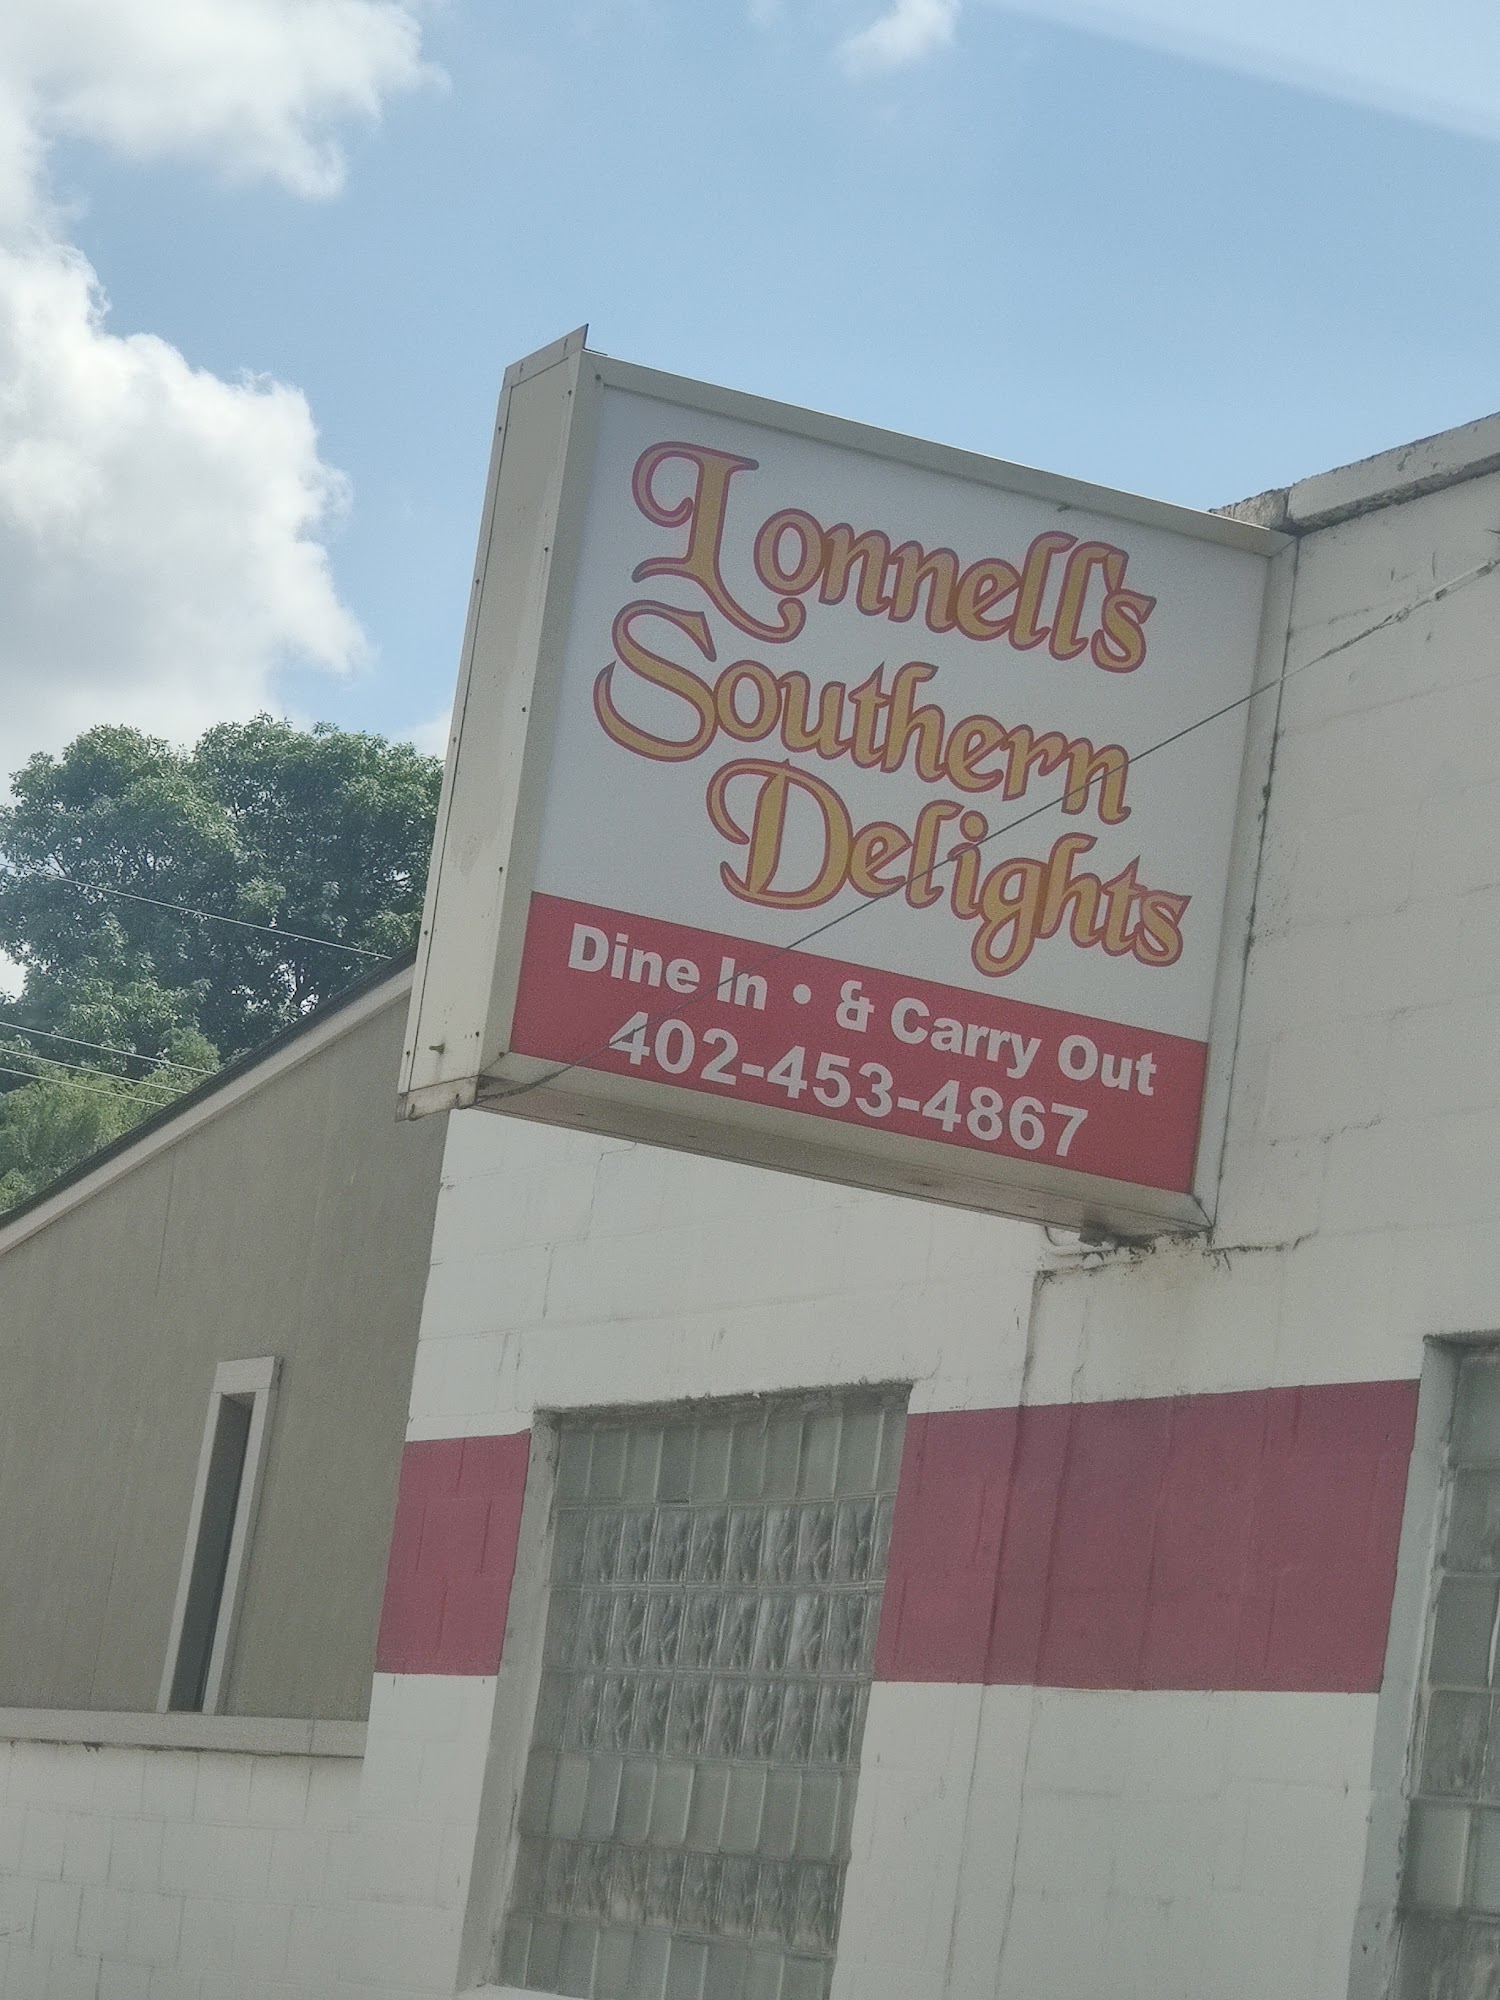 Lonnell's
Southern
Delights
Dine In • & Carry Out
402-453-4867